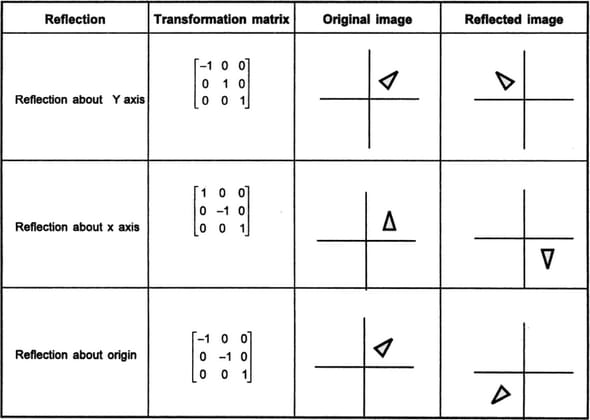 Reflection Transformation matrix Original image Reflected image
Reflection about Y axis
-1 0 0
0 1 0
0 0 1
Reflection about x axis
1 0 0
0 -1 0
0 0 1
Reflection about origin
-1 0 0
0 -1 0
0 0 1